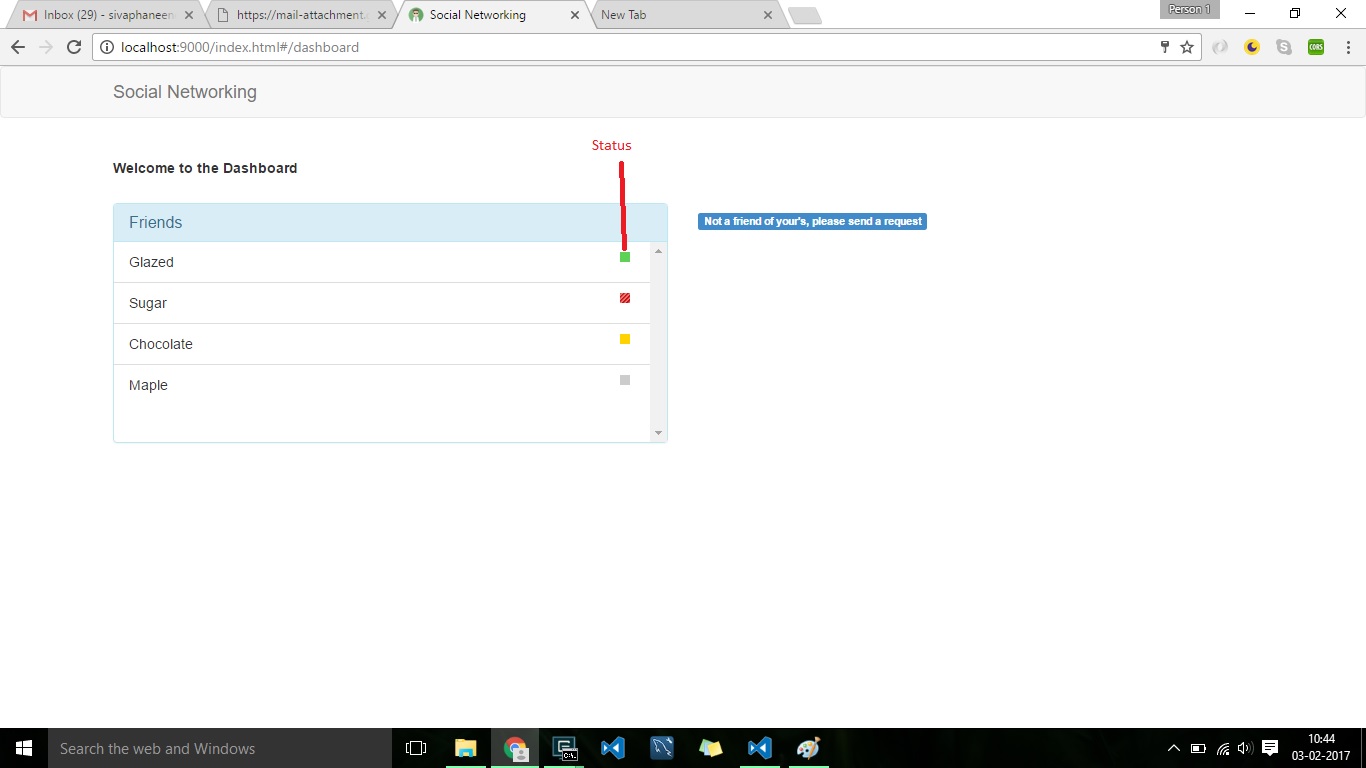 Inbox (29) - sivaphaneen
https://mail-attachment.g
Social Networking
New Tab
Person 1
localhost:9000/index.html#/dashboard
CORS
Social Networking
Status
Welcome to the Dashboard
Friends
Not a friend of your's, please send a request
Glazed
Sugar
Chocolate
Maple
Search the web and Windows
C:\.
10:44
03-02-2017